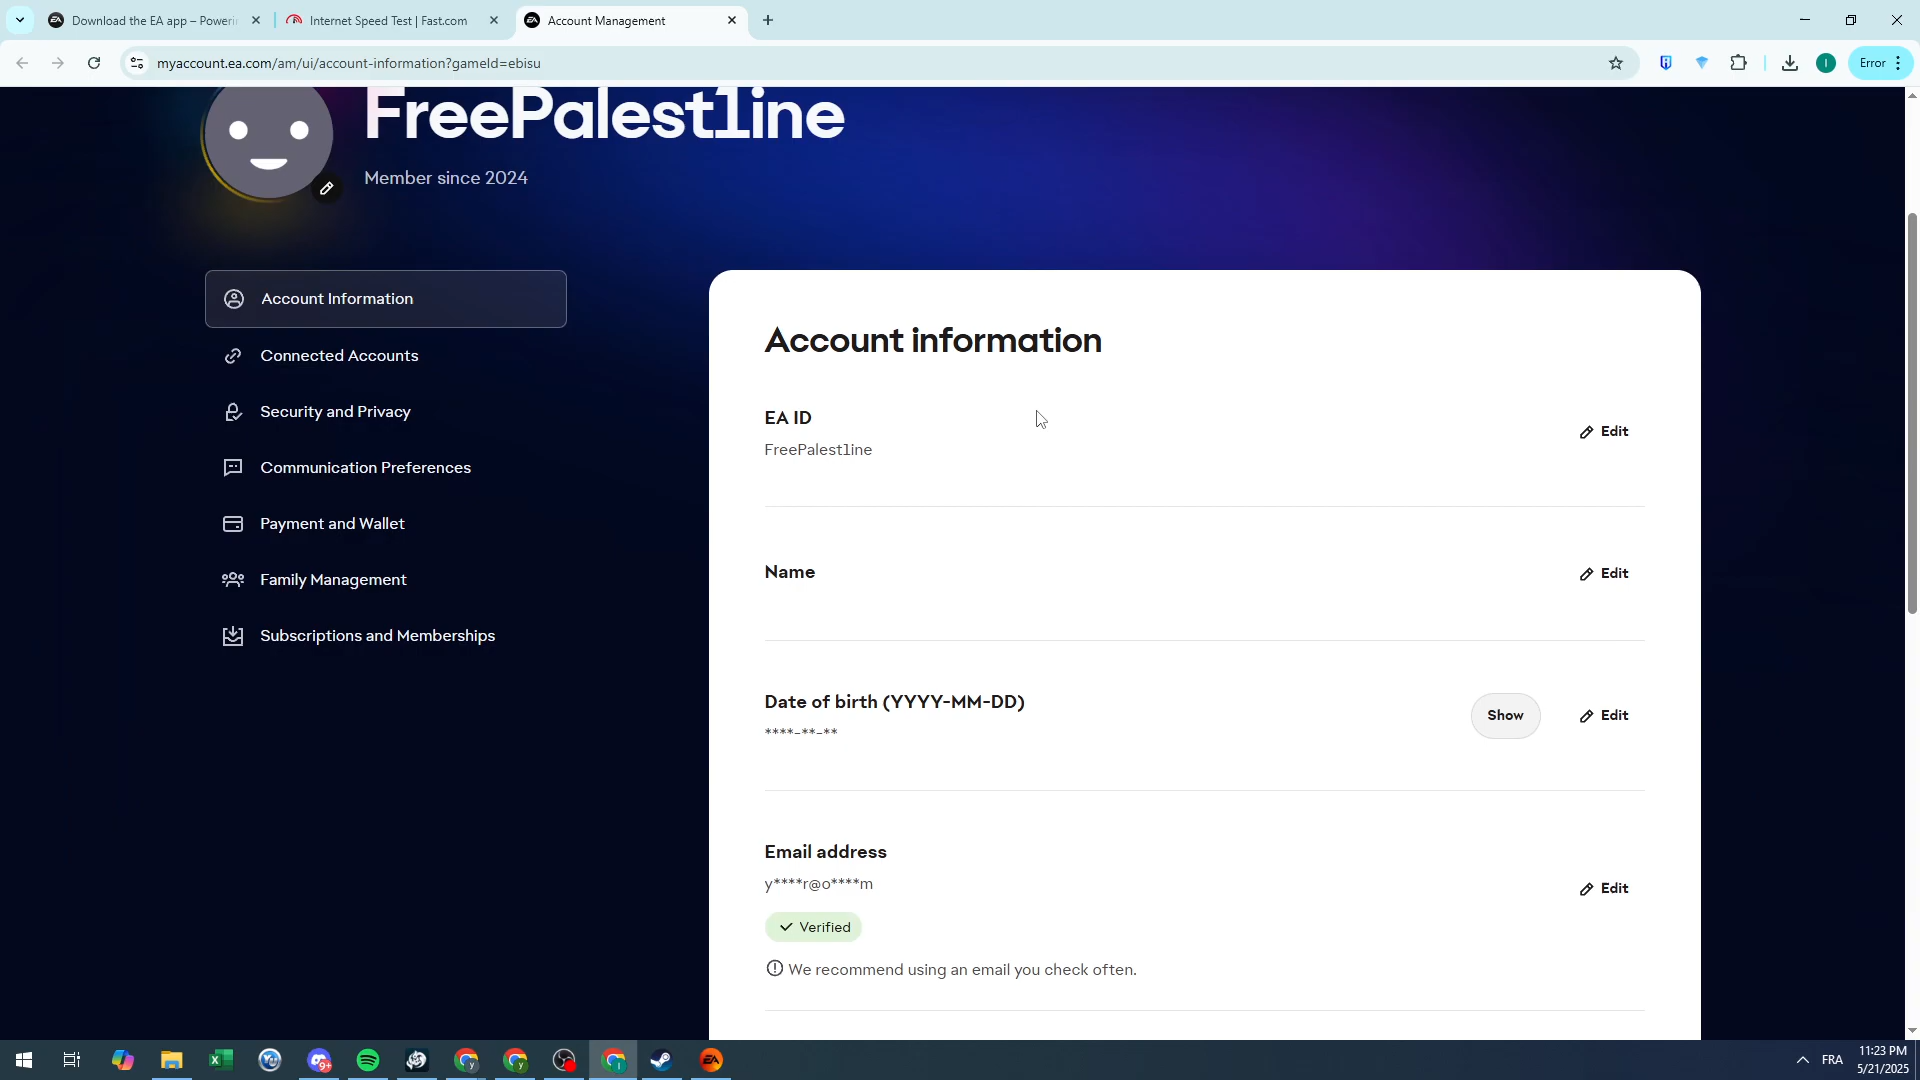 Download the EA app – Poweri
Internet Speed Test | Fast.com
Account Management
myaccount.ea.com/am/ui/account-information?gameId=ebisu
Error
FreePalest1ine
Member since 2024
Account Information
Connected Accounts
Security and Privacy
Communication Preferences
Payment and Wallet
Family Management
Subscriptions and Memberships
Account information
EA ID
FreePalest1ine
Edit
Name
Edit
Date of birth (YYYY-MM-DD)
****-**-**
Show
Edit
Email address
y****r@o****m
Edit
Verified
We recommend using an email you check often.
9+
FRA
11:23 PM
5/21/2025